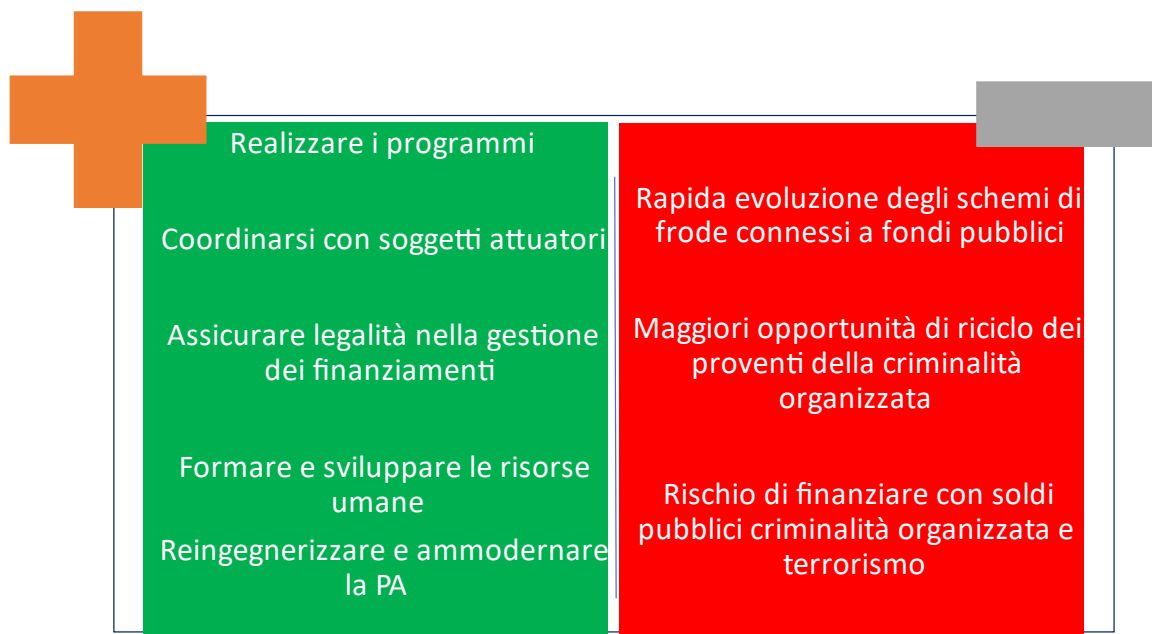 Realizzare i programmi
Coordinarsi con soggetti attuatori
Assicurare legalità nella gestione
dei finanziamenti
Formare e sviluppare le risorse
umane
Reingegnerizzare e ammodernare
la PA
Rapida evoluzione degli schemi di
frode connessi a fondi pubblici
Maggiori opportunità di riciclo dei
proventi della criminalità
organizzata
Rischio di finanziare con soldi
pubblici criminalità organizzata e
terrorismo